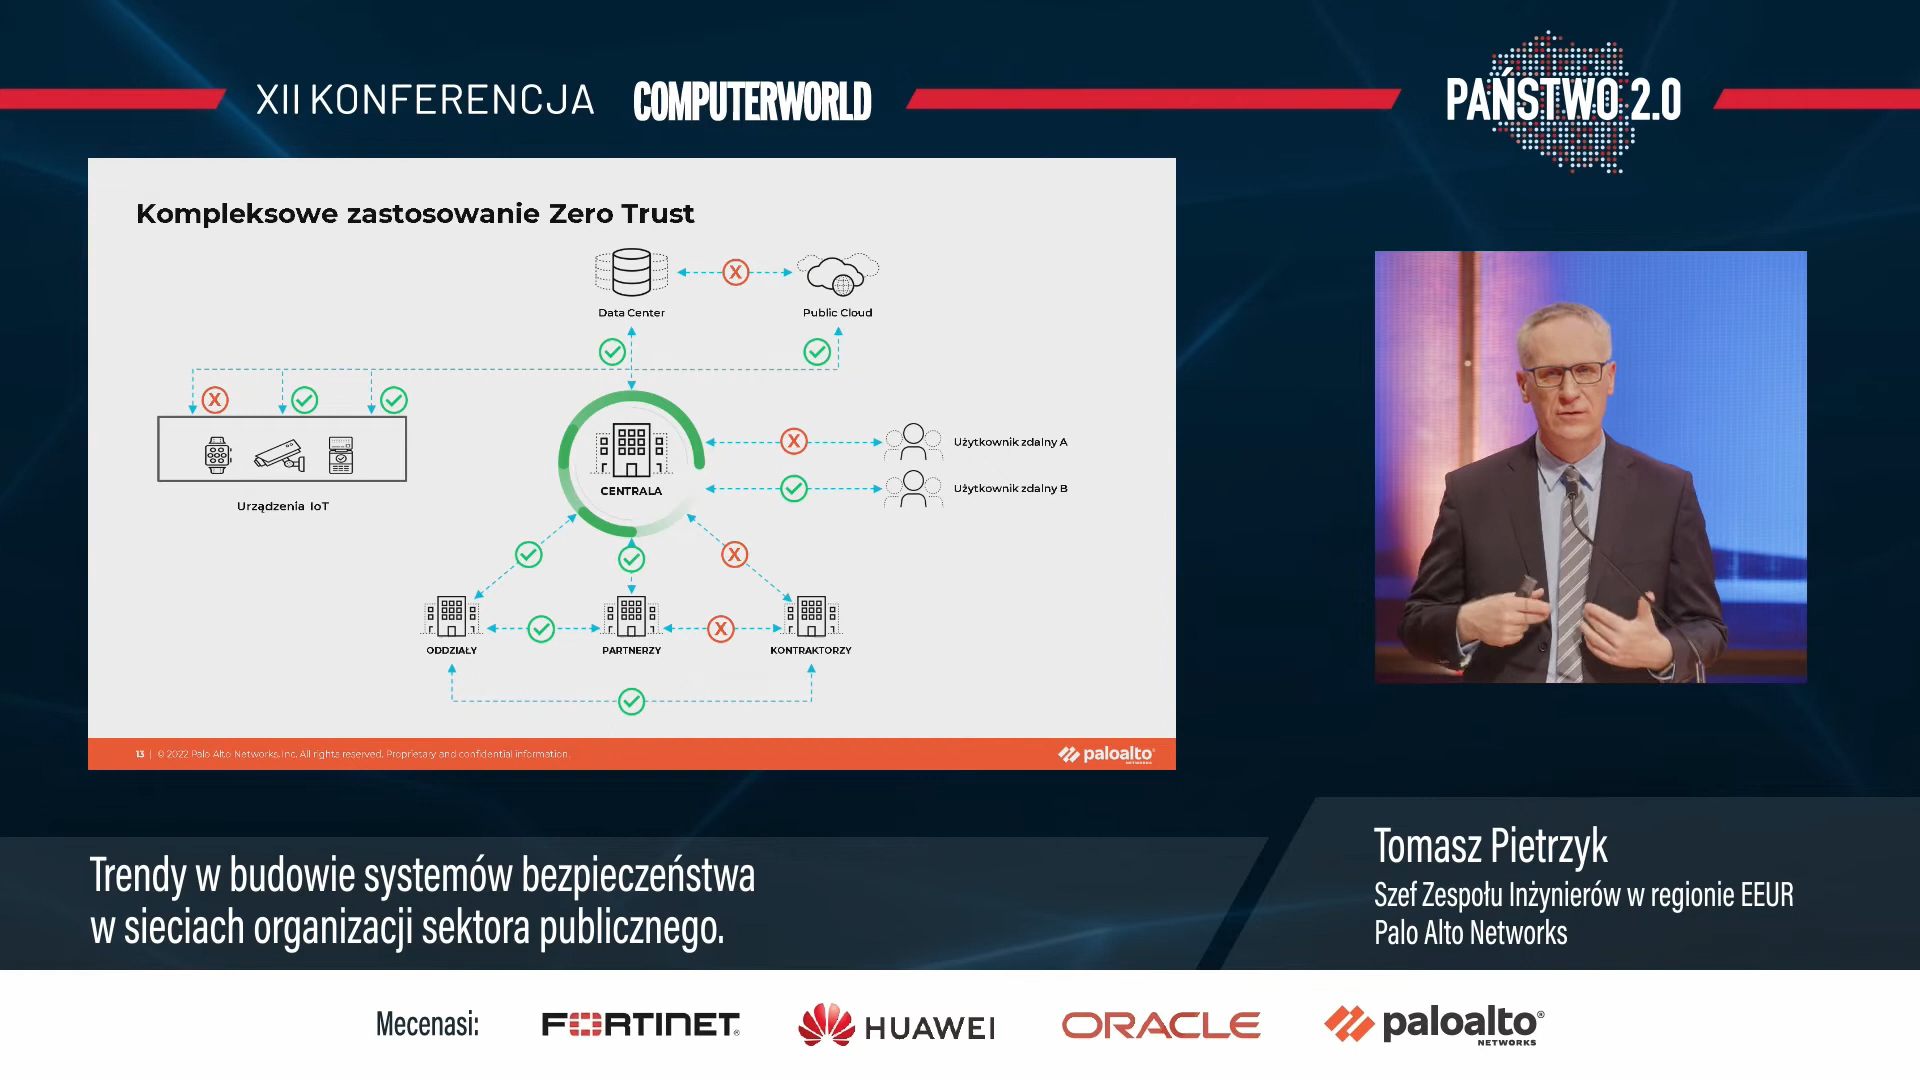 XII KONFERENCJA COMPUTERWORLD
PAŃSTWO 2.0
Kompleksowe zastosowanie Zero Trust
X
Data Center
Public Cloud
X
Urządzenia IoT
CENTRALA
X
Użytkownik zdalny A
Użytkownik zdalny B
X
X
ODDZIAŁY
PARTNERZY
KONTRAKTORZY
13 | © 2022 Palo Alto Networks, Inc. All rights reserved. Proprietary and confidential information.
paloalto®
NETWORKS
Trendy w budowie systemów bezpieczeństwa
w sieciach organizacji sektora publicznego.
Tomasz Pietrzyk
Szef Zespołu Inżynierów w regionie EEUR
Palo Alto Networks
Mecenasi:
FORTINET®
HUAWEI
ORACLE
paloalto®
NETWORKS